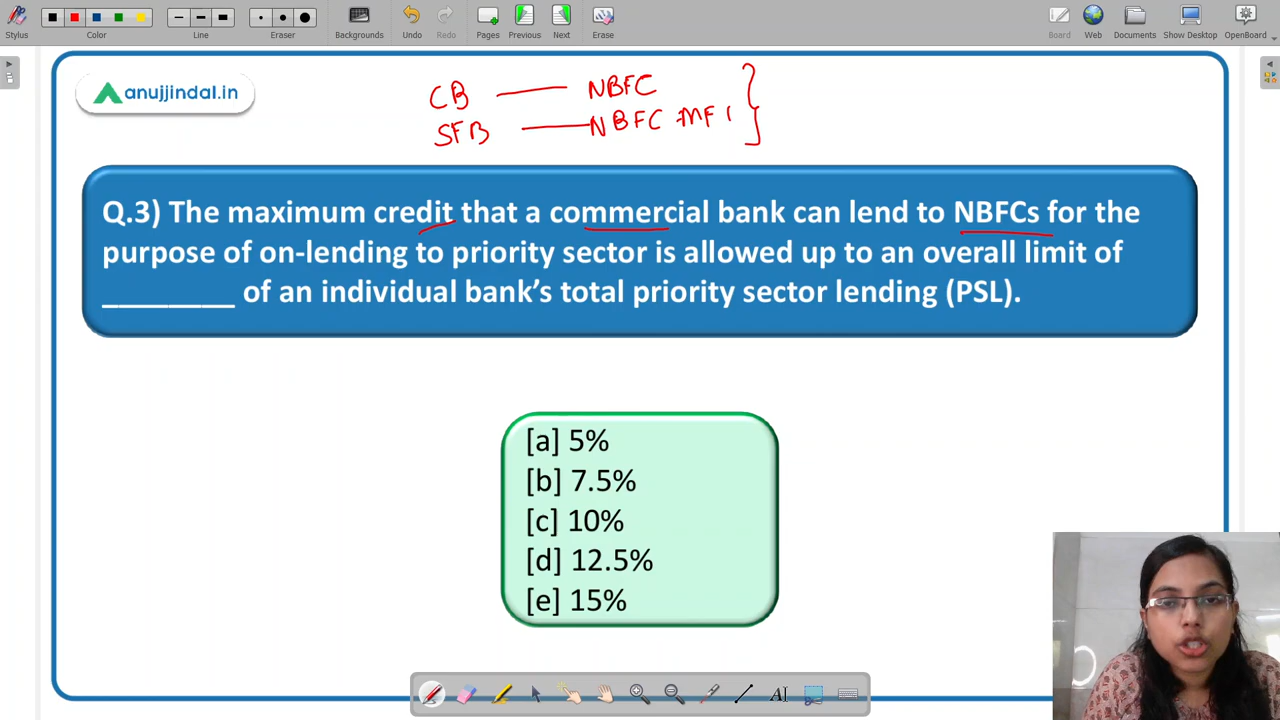 Stylus
Color
Line
Eraser
Backgrounds
Undo
Redo
Pages
Previous
Next
Erase
Board
Web
Documents
Show Desktop
OpenBoard
anujjindal.in
CB — NBFC
SFB — NBFC-MFI
Q.3) The maximum credit that a commercial bank can lend to NBFCs for the
purpose of on-lending to priority sector is allowed up to an overall limit of
________ of an individual bank’s total priority sector lending (PSL).
[a] 5%
[b] 7.5%
[c] 10%
[d] 12.5%
[e] 15%